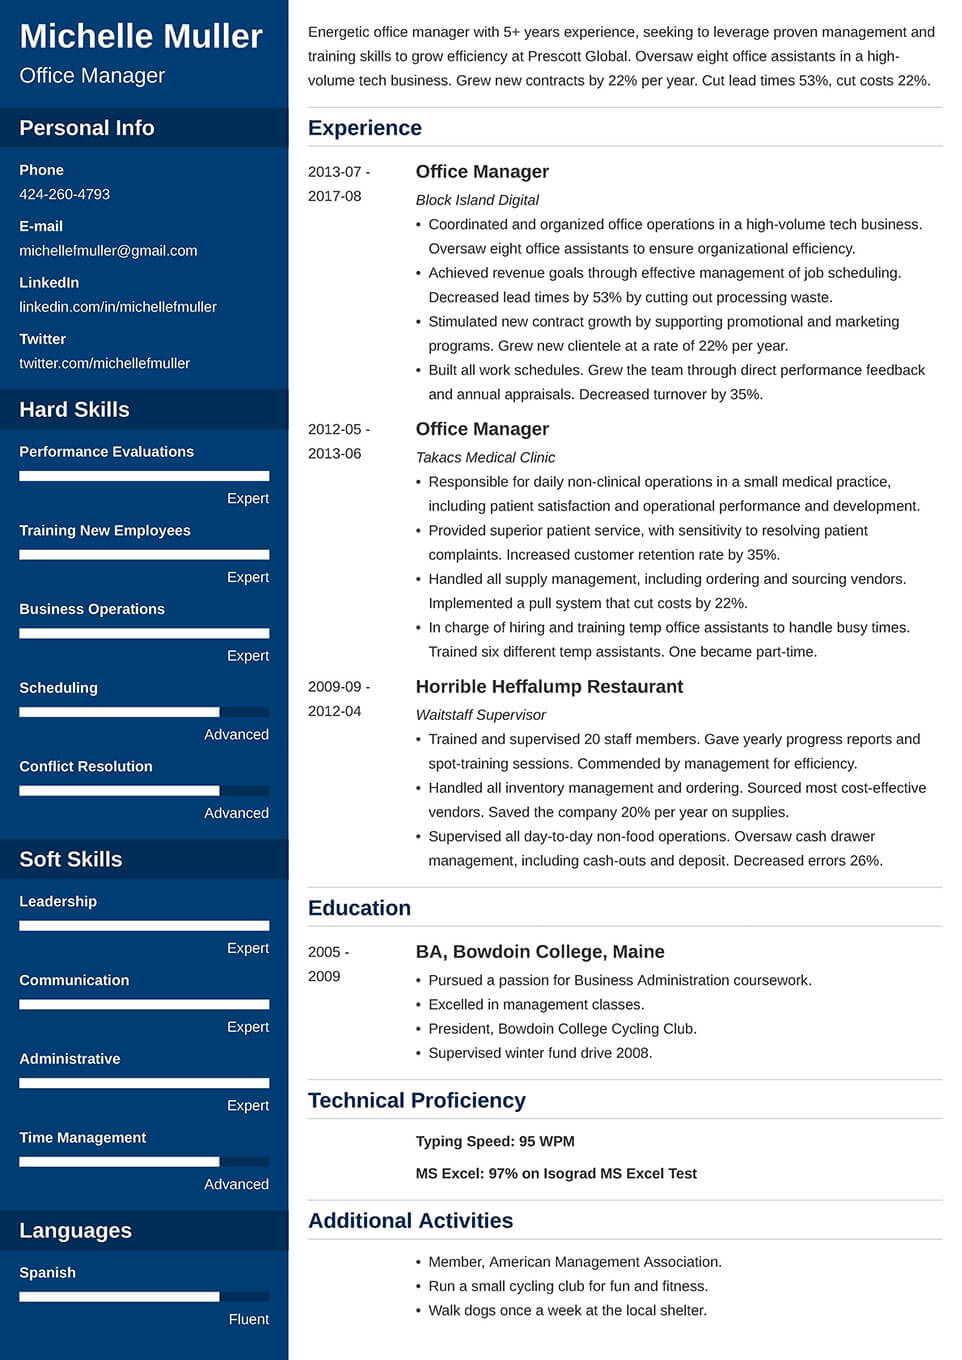 Michelle Muller
Office Manager
Personal Info
Phone
424-260-4793
E-mail
michellefmuller@gmail.com
LinkedIn
linkedin.com/in/michellefmuller
Twitter
twitter.com/michellefmuller
Hard Skills
Performance Evaluations
Expert
Training New Employees
Expert
Business Operations
Expert
Scheduling
Advanced
Conflict Resolution
Advanced
Soft Skills
Leadership
Expert
Communication
Expert
Administrative
Expert
Time Management
Advanced
Languages
Spanish
Fluent
Energetic office manager with 5+ years experience, seeking to leverage proven management and
training skills to grow efficiency at Prescott Global. Oversaw eight office assistants in a high-
volume tech business. Grew new contracts by 22% per year. Cut lead times 53%, cut costs 22%.
Experience
2013-07 -
2017-08
Office Manager
Block Island Digital
• Coordinated and organized office operations in a high-volume tech business.
Oversaw eight office assistants to ensure organizational efficiency.
• Achieved revenue goals through effective management of job scheduling.
Decreased lead times by 53% by cutting out processing waste.
• Stimulated new contract growth by supporting promotional and marketing
programs. Grew new clientele at a rate of 22% per year.
• Built all work schedules. Grew the team through direct performance feedback
and annual appraisals. Decreased turnover by 35%.
2012-05 -
2013-06
Office Manager
Takacs Medical Clinic
• Responsible for daily non-clinical operations in a small medical practice,
including patient satisfaction and operational performance and development.
• Provided superior patient service, with sensitivity to resolving patient
complaints. Increased customer retention rate by 35%.
• Handled all supply management, including ordering and sourcing vendors.
Implemented a pull system that cut costs by 22%.
• In charge of hiring and training temp office assistants to handle busy times.
Trained six different temp assistants. One became part-time.
2009-09 -
2012-04
Horrible Heffalump Restaurant
Waitstaff Supervisor
• Trained and supervised 20 staff members. Gave yearly progress reports and
spot-training sessions. Commended by management for efficiency.
• Handled all inventory management and ordering. Sourced most cost-effective
vendors. Saved the company 20% per year on supplies.
• Supervised all day-to-day non-food operations. Oversaw cash drawer
management, including cash-outs and deposit. Decreased errors 26%.
Education
2005 -
2009
BA, Bowdoin College, Maine
• Pursued a passion for Business Administration coursework.
• Excelled in management classes.
• President, Bowdoin College Cycling Club.
• Supervised winter fund drive 2008.
Technical Proficiency
Typing Speed: 95 WPM
MS Excel: 97% on Isograd MS Excel Test
Additional Activities
• Member, American Management Association.
• Run a small cycling club for fun and fitness.
• Walk dogs once a week at the local shelter.